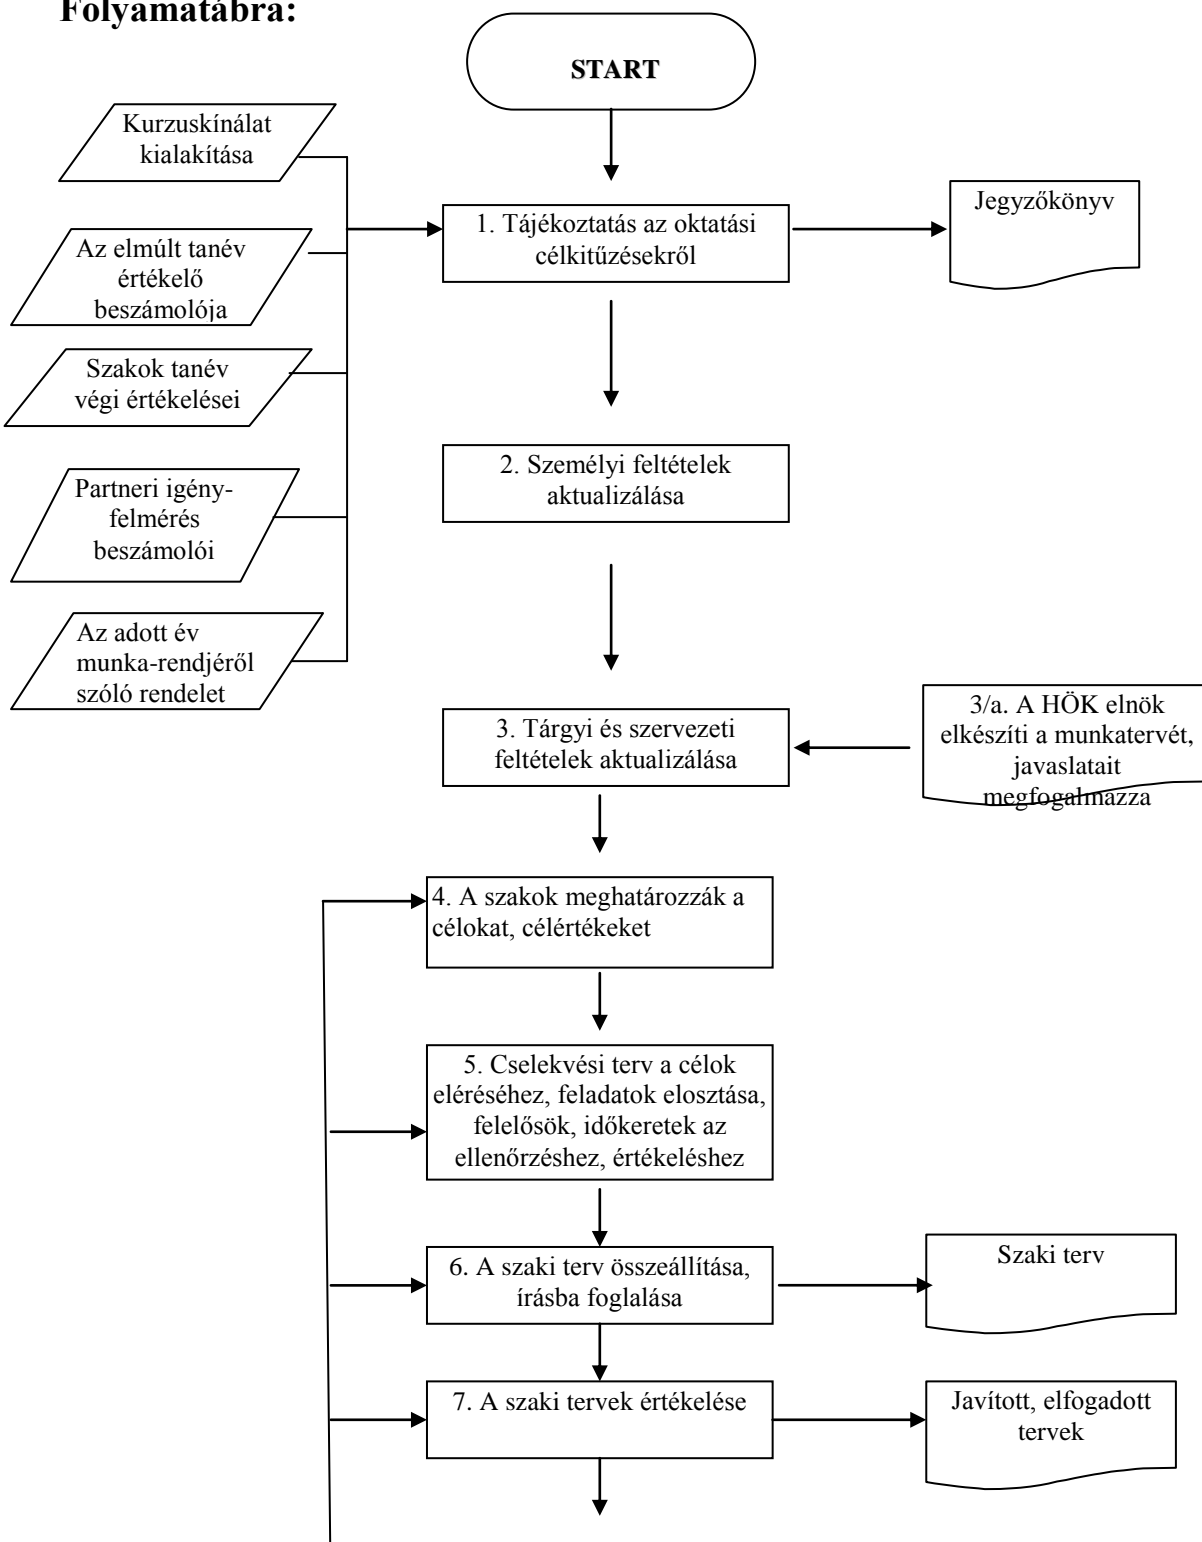 Folyamatábra:
START
Kurzuskínálat
kialakítása
1. Tájékoztatás az oktatási
célkitűzésekről
Jegyzőkönyv
Az elmúlt tanév
értékelő
beszámolója
Szakok tanév
végi értékelései
2. Személyi feltételek
aktualizálása
Partneri igény-
felmérés
beszámolói
Az adott év
munka-rendjéről
szóló rendelet
3. Tárgyi és szervezeti
feltételek aktualizálása
3/a. A HÖK elnök
elkészíti a munkatervét,
javaslatait
megfogalmazza
4. A szakok meghatározzák a
célokat, célértékeket
5. Cselekvési terv a célok
eléréséhez, feladatok elosztása,
felelősök, időkeretek az
ellenőrzéshez, értékeléshez
6. A szaki terv összeállítása,
írásba foglalása
Szaki terv
7. A szaki tervek értékelése
Javított, elfogadott
tervek